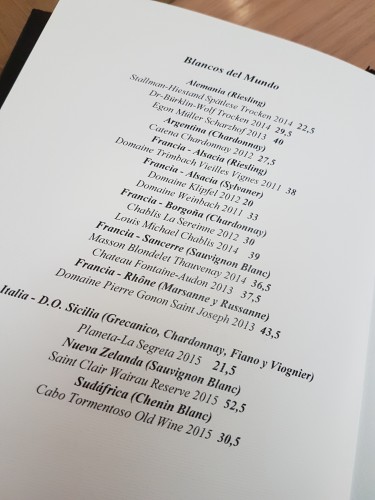 Blancos del Mundo
Alemania (Riesling)
Stallman-Hiestand Spätlese Trocken 2014 22,5
Dr-Bürklin-Wolf Trocken 2014 29,5
Egon Müller Scharzhof 2013 40
Argentina (Chardonnay)
Catena Chardonnay 2012 27,5
Francia - Alsacia (Riesling)
Domaine Trimbach Vieilles Vignes 2011 38
Francia - Alsacia (Sylvaner)
Domaine Klipfel 2012 20
Domaine Weinbach 2011 33
Francia - Borgoña (Chardonnay)
Chablis La Sereinne 2012 30
Louis Michael Chablis 2014 39
Francia - Sancerre (Sauvignon Blanc)
Masson Blondelet Thauvenay 2014 36,5
Chateau Fontaine-Audon 2013 37,5
Francia - Rhône (Marsanne y Russanne)
Domaine Pierre Gonon Saint Joseph 2013 43,5
Italia - D.O. Sicilia (Grecanico, Chardonnay, Fiano y Viognier)
Planeta-La Segreta 2015 21,5
Nueva Zelanda (Sauvignon Blanc)
Saint Clair Wairau Reserve 2015 52,5
Sudáfrica (Chenin Blanc)
Cabo Tormentoso Old Wine 2015 30,5